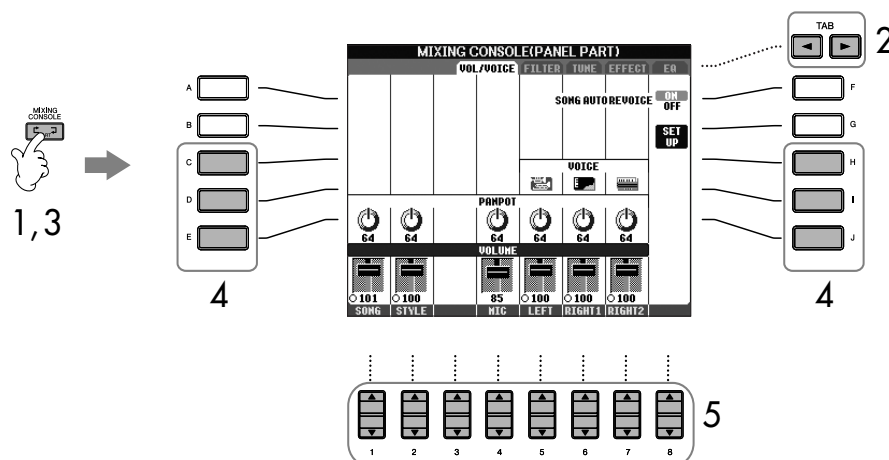 TAB
2
MIXING CONSOLE(PANEL PART)
VOL/VOICE FILTER TUNE EFFECT EQ
A
F
SONG AUTO REVOICE ON
OFF
MIXING
CONSOLE
B
G
SET
UP
C
H
VOICE
D
I
PANPOT
1,3
E
J
64 64 64 64 64 64
VOLUME
4
4
101 100 85 100 100 100
SONG STYLE MIC LEFT RIGHT1 RIGHT2
5
1 2 3 4 5 6 7 8